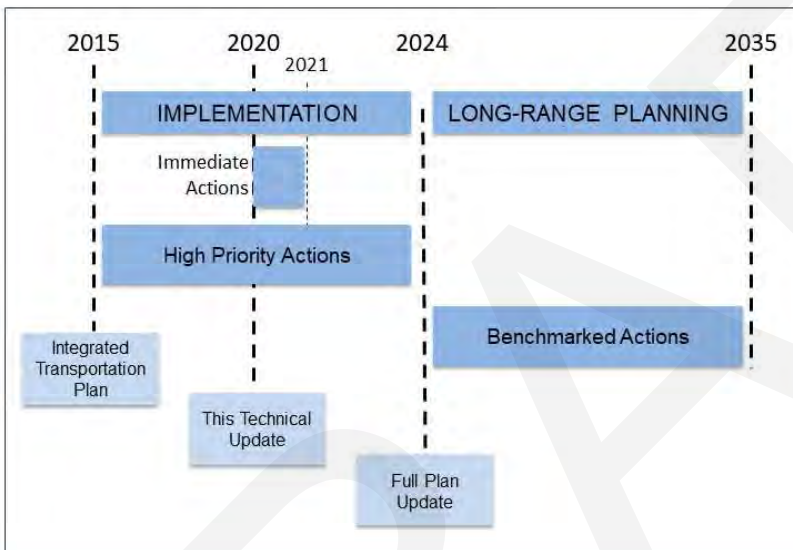 2015 2020 2024 2035
2021
IMPLEMENTATION LONG-RANGE PLANNING
Immediate
Actions
High Priority Actions
Benchmarked Actions
Integrated
Transportation
Plan
This Technical
Update
Full Plan
Update